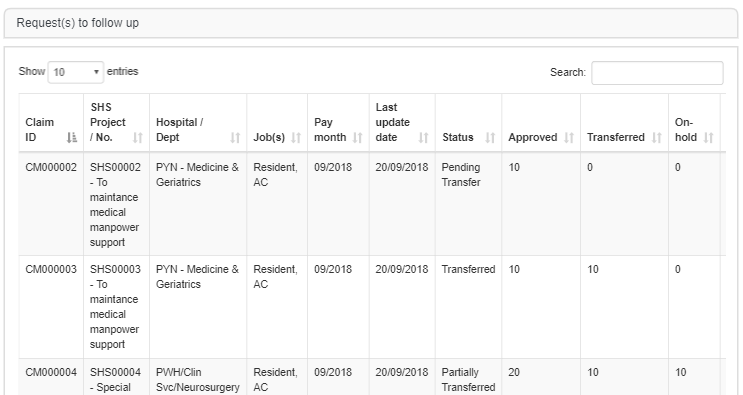 Request(s) to follow up
Show 10 entries
Search:
Claim ID
SHS Project / No.
Hospital / Dept
Job(s)
Pay month
Last update date
Status
Approved
Transferred
On-hold
CM000002
SHS00002
- To
maintance
medical
manpower
support
PYN - Medicine &
Geriatrics
Resident,
AC
09/2018
20/09/2018
Pending
Transfer
10
0
0
CM000003
SHS00003
- To
maintance
medical
manpower
support
PYN - Medicine &
Geriatrics
Resident,
AC
09/2018
20/09/2018
Transferred
10
10
0
CM000004
SHS00004
- Special
PWH/Clin
Svc/Neurosurgery
Resident,
AC
09/2018
20/09/2018
Partially
Transferred
20
10
10